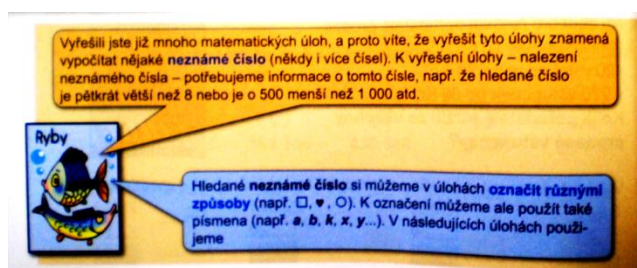 Vyřešili jste již mnoho matematických úloh, a proto víte, že vyřešit tyto úlohy znamená
vypočítat nějaké neznámé číslo (někdy i více čísel). K vyřešení úlohy – nalezení
neznámého čísla – potřebujeme informace o tomto čísle, např. že hledané číslo
je pětkrát větší než 8 nebo je o 500 menší než 1 000 atd.
Ryby
Hledané neznámé číslo si můžeme v úlohách označit různými
způsoby (např. □, ♥, ○). K označení můžeme ale použít také
písmena (např. a, b, k, x, y...). V následujících úlohách použi-
jeme